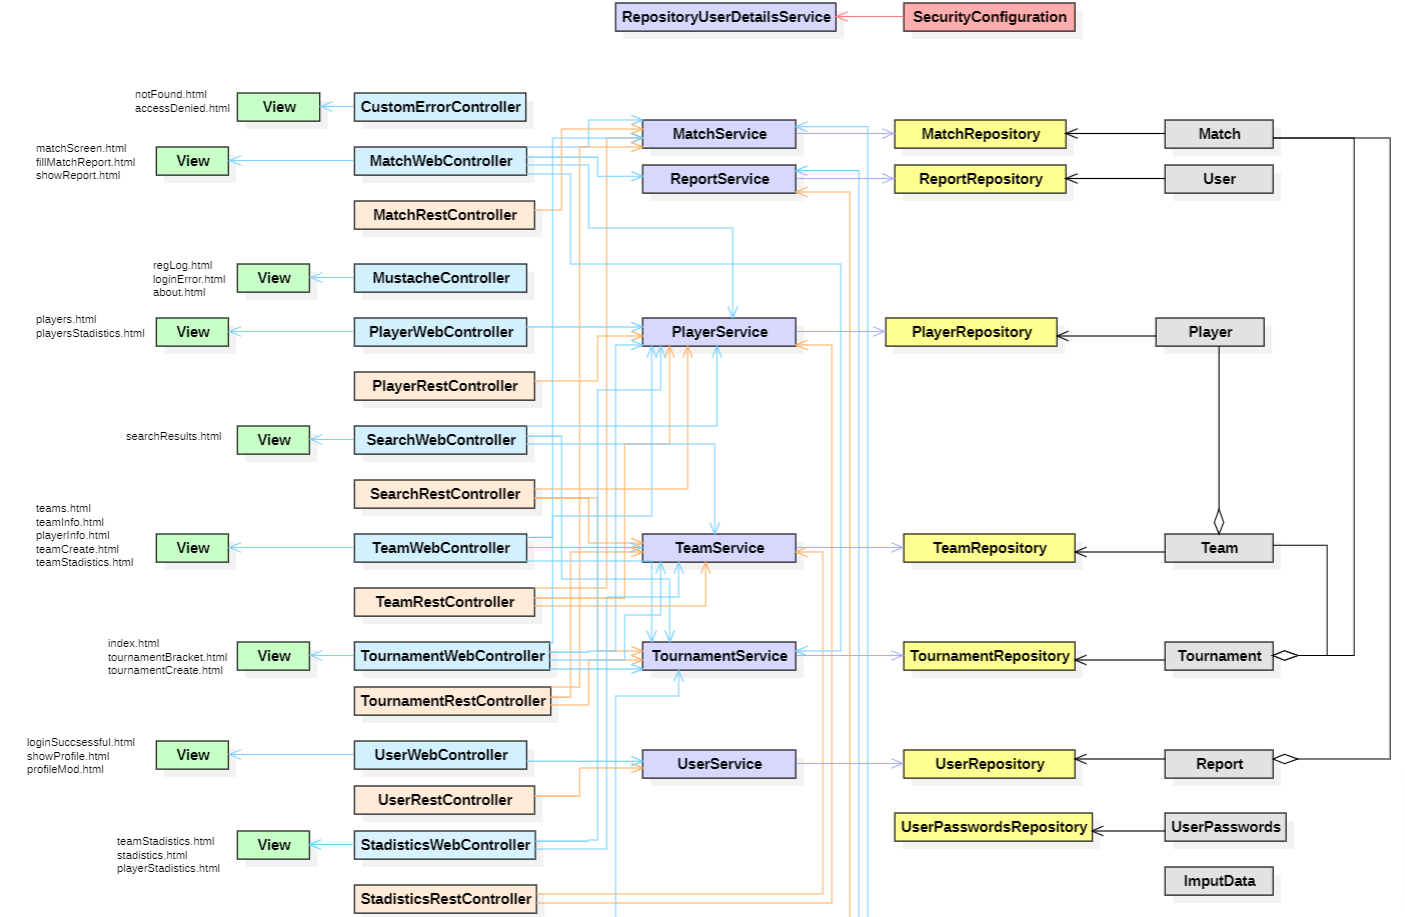 RepositoryUserDetailsService
SecurityConfiguration
notFound.html
accessDenied.html
View
CustomErrorController
MatchService
MatchRepository
Match
matchScreen.html
fillMatchReport.html
showReport.html
View
MatchWebController
ReportService
ReportRepository
User
MatchRestController
regLog.html
loginError.html
about.html
View
MustacheController
players.html
playersStadistics.html
View
PlayerWebController
PlayerService
PlayerRepository
Player
PlayerRestController
searchResults.html
View
SearchWebController
SearchRestController
teams.html
teamInfo.html
playerInfo.html
teamCreate.html
teamStadistics.html
View
TeamWebController
TeamService
TeamRepository
Team
TeamRestController
index.html
tournamentBracket.html
tournamentCreate.html
View
TournamentWebController
TournamentService
TournamentRepository
Tournament
TournamentRestController
loginSuccsessful.html
showProfile.html
profileMod.html
View
UserWebController
UserService
UserRepository
Report
UserRestController
UserPasswordsRepository
UserPasswords
teamStadistics.html
stadistics.html
playerStadistics.html
View
StadisticsWebController
ImputData
StadisticsRestController